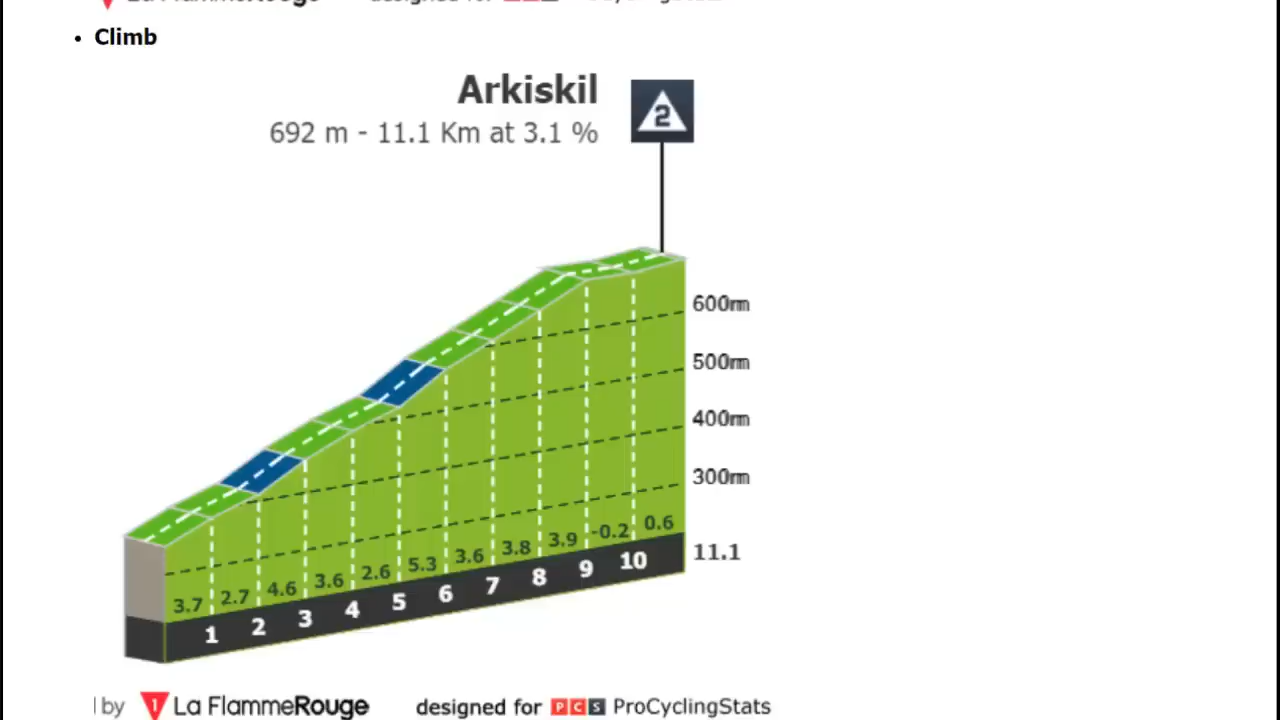 • Climb
Arkiskil
2
692 m - 11.1 Km at 3.1 %
600m
500m
400m
300m
3.7 2.7 4.6 3.6 2.6 5.3 3.6 3.8 3.9 -0.2 0.6
11.1
1 2 3 4 5 6 7 8 9 10
by 1 La FlammeRouge designed for PCS ProCyclingStats